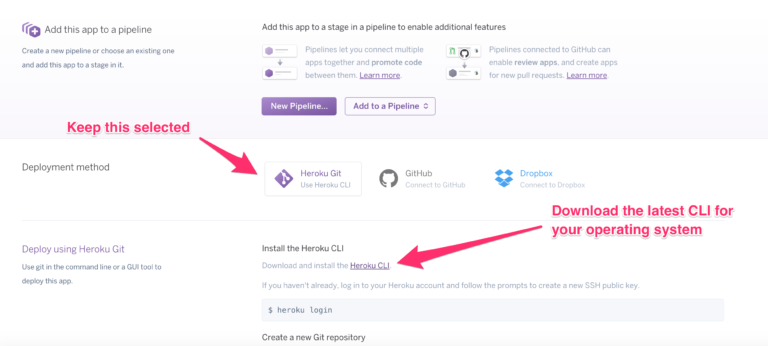 Add this app to a pipeline
Create a new pipeline or choose an existing one
and add this app to a stage in it.
Add this app to a stage in a pipeline to enable additional features
Pipelines let you connect multiple
apps together and promote code
between them. Learn more.
Pipelines connected to GitHub can
enable review apps, and create apps
for new pull requests. Learn more.
New Pipeline...
Add to a Pipeline
Keep this selected
Deployment method
Heroku Git
Use Heroku CLI
GitHub
Connect to GitHub
Dropbox
Connect to Dropbox
Download the latest CLI for
your operating system
Deploy using Heroku Git
Use git in the command line or a GUI tool to
deploy this app.
Install the Heroku CLI
Download and install the Heroku CLI.
If you haven't already, log in to your Heroku account and follow the prompts to create a new SSH public key.
$ heroku login
Create a new Git repository